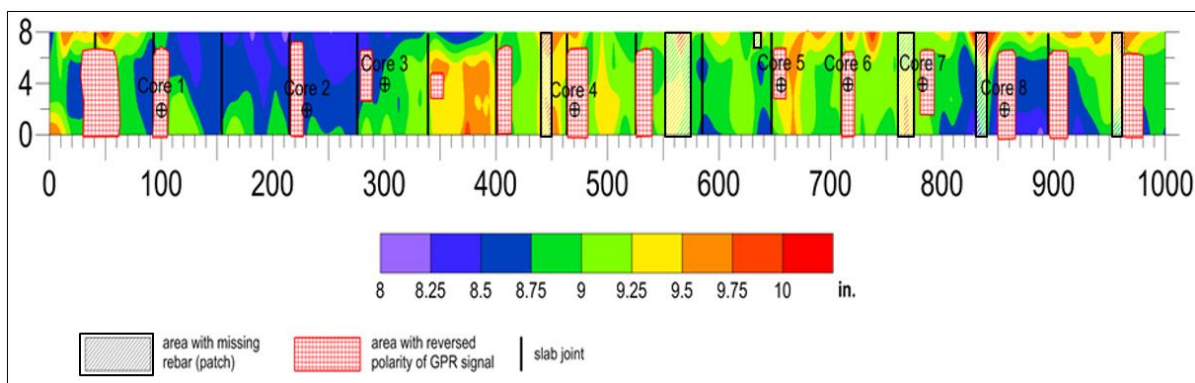 8
Core 1
Core 2
Core 3
Core 4
Core 5
Core 6
Core 7
Core 8
4
0
0 100 200 300 400 500 600 700 800 900 1000
8 8.25 8.5 8.75 9 9.25 9.5 9.75 10 in.
area with missing
rebar (patch)
area with reversed
polarity of GPR signal
slab joint